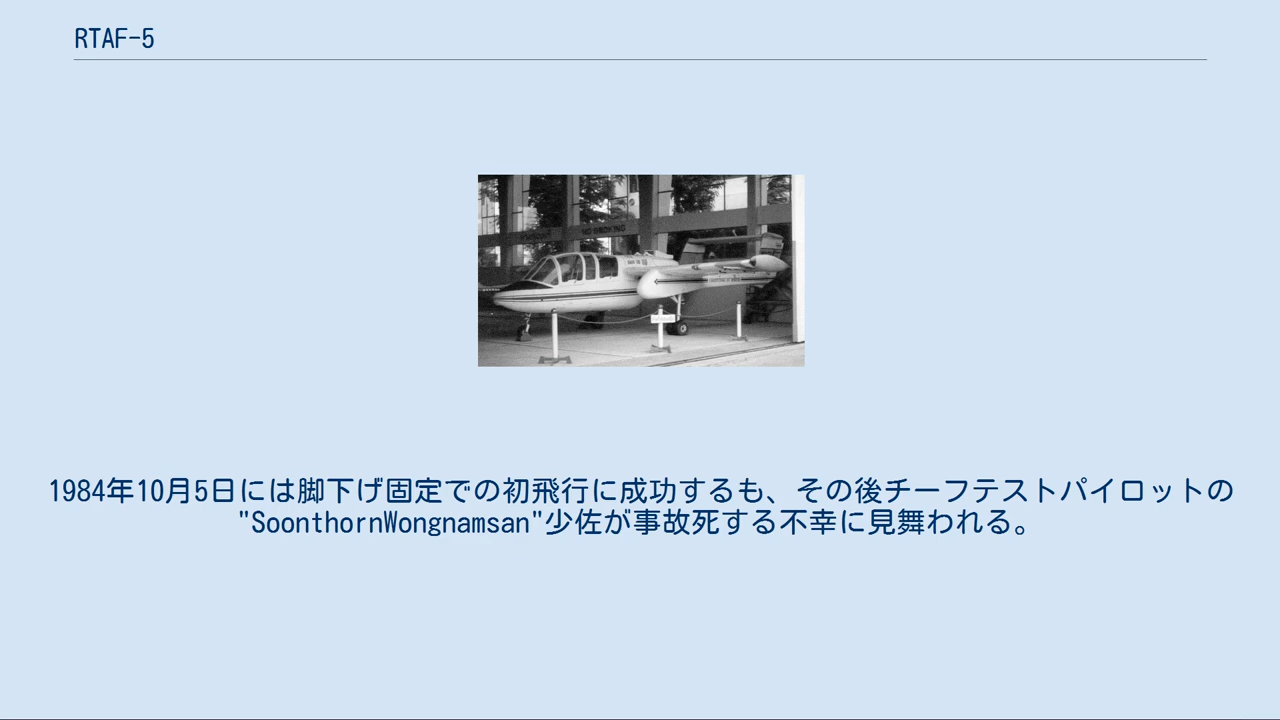 RTAF-5
NO SMOKING
1984年10月5日には脚下げ固定での初飛行に成功するも、その後チーフテストパイロットの
"SoonthornWongnamsan"少佐が事故死する不幸に見舞われる。